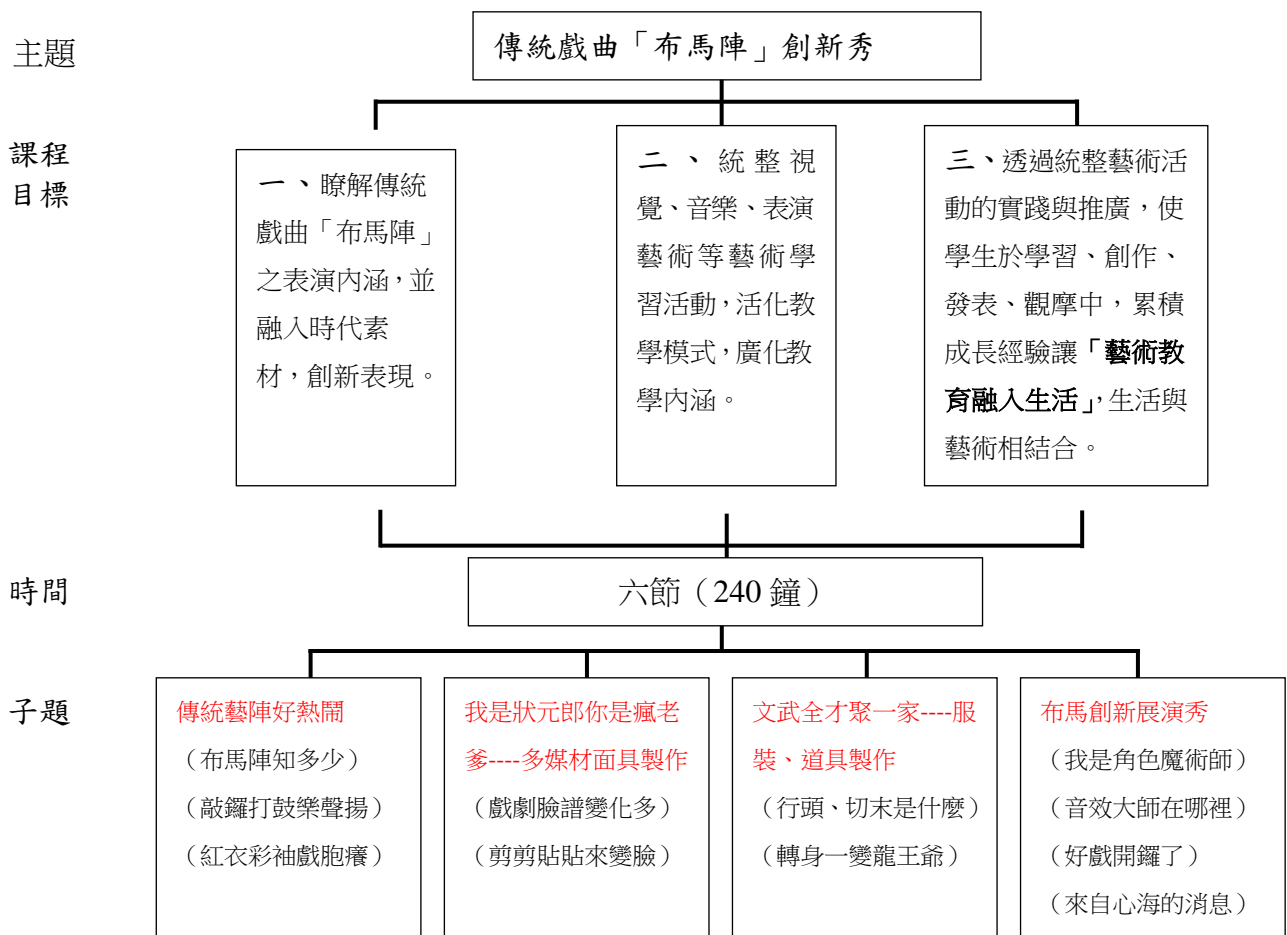 主題
傳統戲曲「布馬陣」創新秀
課程
目標
一、瞭解傳統
戲曲「布馬陣」
之表演內涵，並
融入時代素
材，創新表現。
二、統整視
覺、音樂、表演
藝術等藝術學
習活動，活化教
學模式，廣化教
學內涵。
三、透過統整藝術活
動的實踐與推廣，使
學生於學習、創作、
發表、觀摩中，累積
成長經驗讓「藝術教
育融入生活」，生活與
藝術相結合。
時間
六節（240 鐘）
子題
傳統藝陣好熱鬧
（布馬陣知多少）
（敲鑼打鼓樂聲揚）
（紅衣彩袖戲胞癢）
我是狀元郎你是瘋老
爹----多媒材面具製作
（戲劇臉譜變化多）
（剪剪貼貼來變臉）
文武全才聚一家----服
裝、道具製作
（行頭、切末是什麼）
（轉身一變龍王爺）
布馬創新展演秀
（我是角色魔術師）
（音效大師在哪裡）
（好戲開鑼了）
（來自心海的消息）